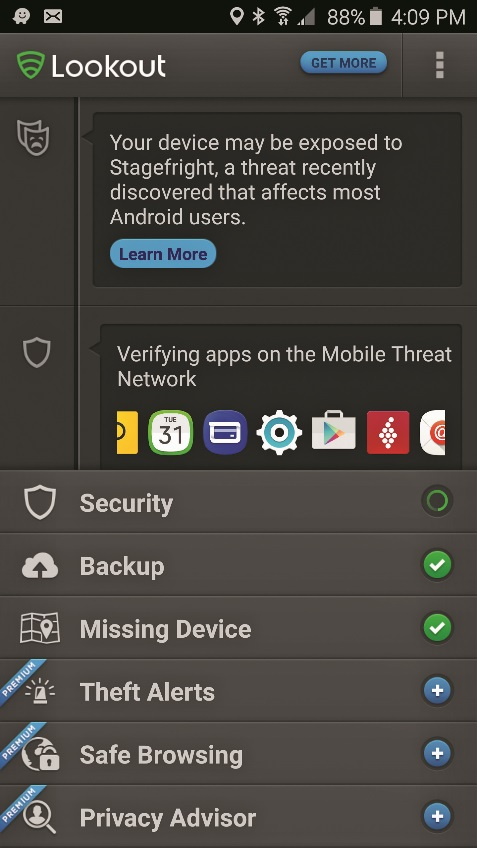 88% 4:09 PM
Lookout
GET MORE
Your device may be exposed to
Stagefright, a threat recently
discovered that affects most
Android users.
Learn More
Verifying apps on the Mobile Threat
Network
TUE
31
Security
Backup
Missing Device
PREMIUM
Theft Alerts
PREMIUM
Safe Browsing
PREMIUM
Privacy Advisor